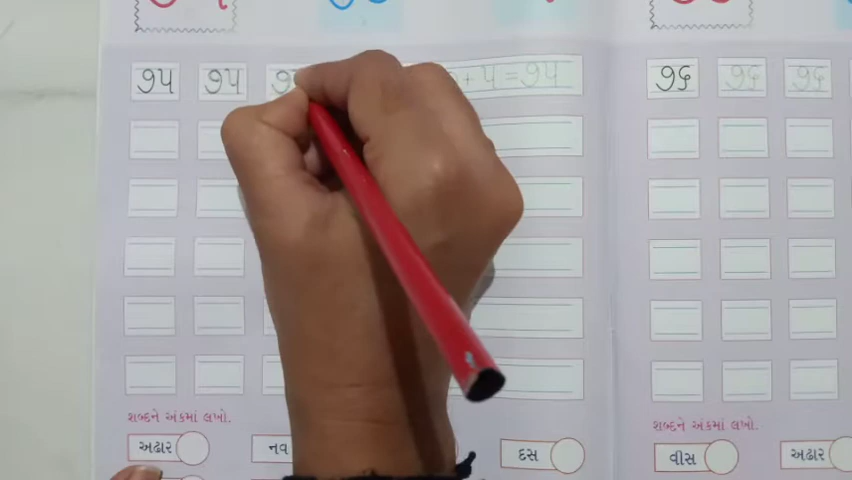 ૭૫ ૭૫ + ૫ = ૭૫ ૭૬ ૭૬ ૭૬
શબ્દને અંકમાં લખો. શબ્દને અંકમાં લખો.
અઢાર નવ દસ વીસ અઢાર